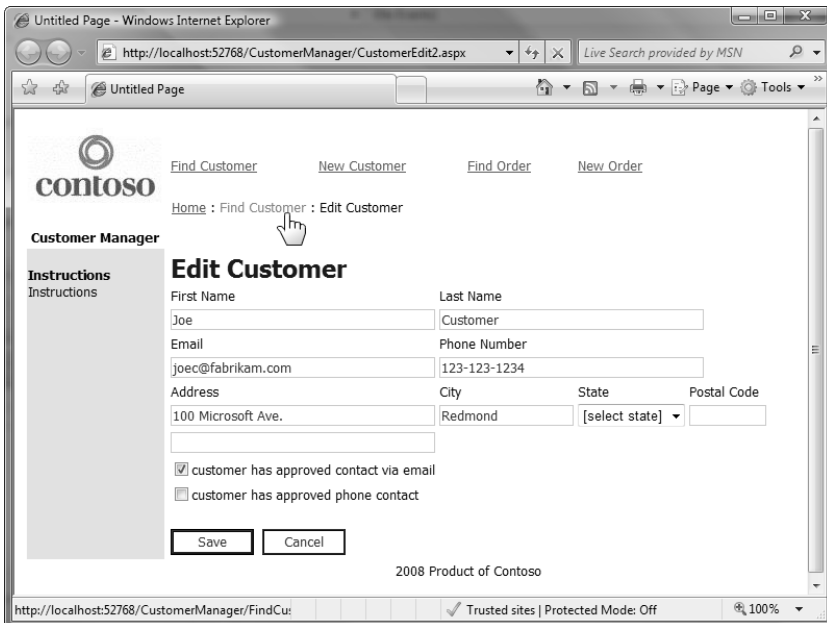 Untitled Page - Windows Internet Explorer
http://localhost:52768/CustomerManager/CustomerEdit2.aspx Live Search provided by MSN
Untitled Page Page Tools
contoso
Find Customer New Customer Find Order New Order
Home : Find Customer : Edit Customer
Customer Manager
Instructions
Instructions
Edit Customer
First Name Last Name
Joe Customer
Email Phone Number
joec@fabrikam.com 123-123-1234
Address City State Postal Code
100 Microsoft Ave. Redmond [select state]
customer has approved contact via email
customer has approved phone contact
Save Cancel
2008 Product of Contoso
http://localhost:52768/CustomerManager/FindCu Trusted sites | Protected Mode: Off 100%